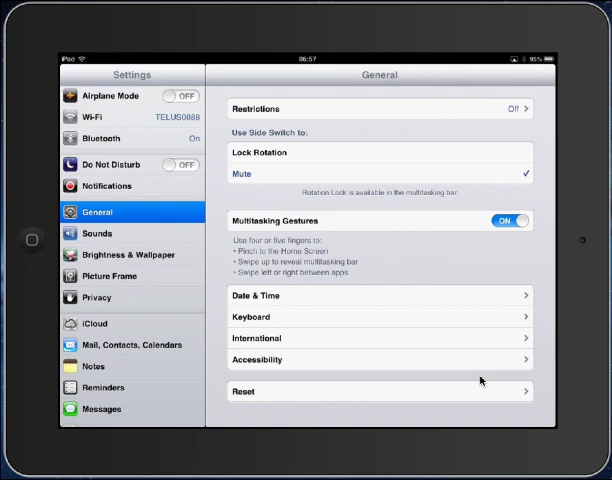 iPad
06:57
95%
Settings
General
Airplane Mode OFF
Wi-Fi TELUS0888
Bluetooth On
Do Not Disturb OFF
Notifications
General
Sounds
Brightness & Wallpaper
Picture Frame
Privacy
iCloud
Mail, Contacts, Calendars
Notes
Reminders
Messages
Restrictions Off
Use Side Switch to:
Lock Rotation
Mute
Rotation Lock is available in the multitasking bar
Multitasking Gestures ON
Use four or five fingers to:
• Pinch to the Home Screen
• Swipe up to reveal multitasking bar
• Swipe left or right between apps
Date & Time
Keyboard
International
Accessibility
Reset